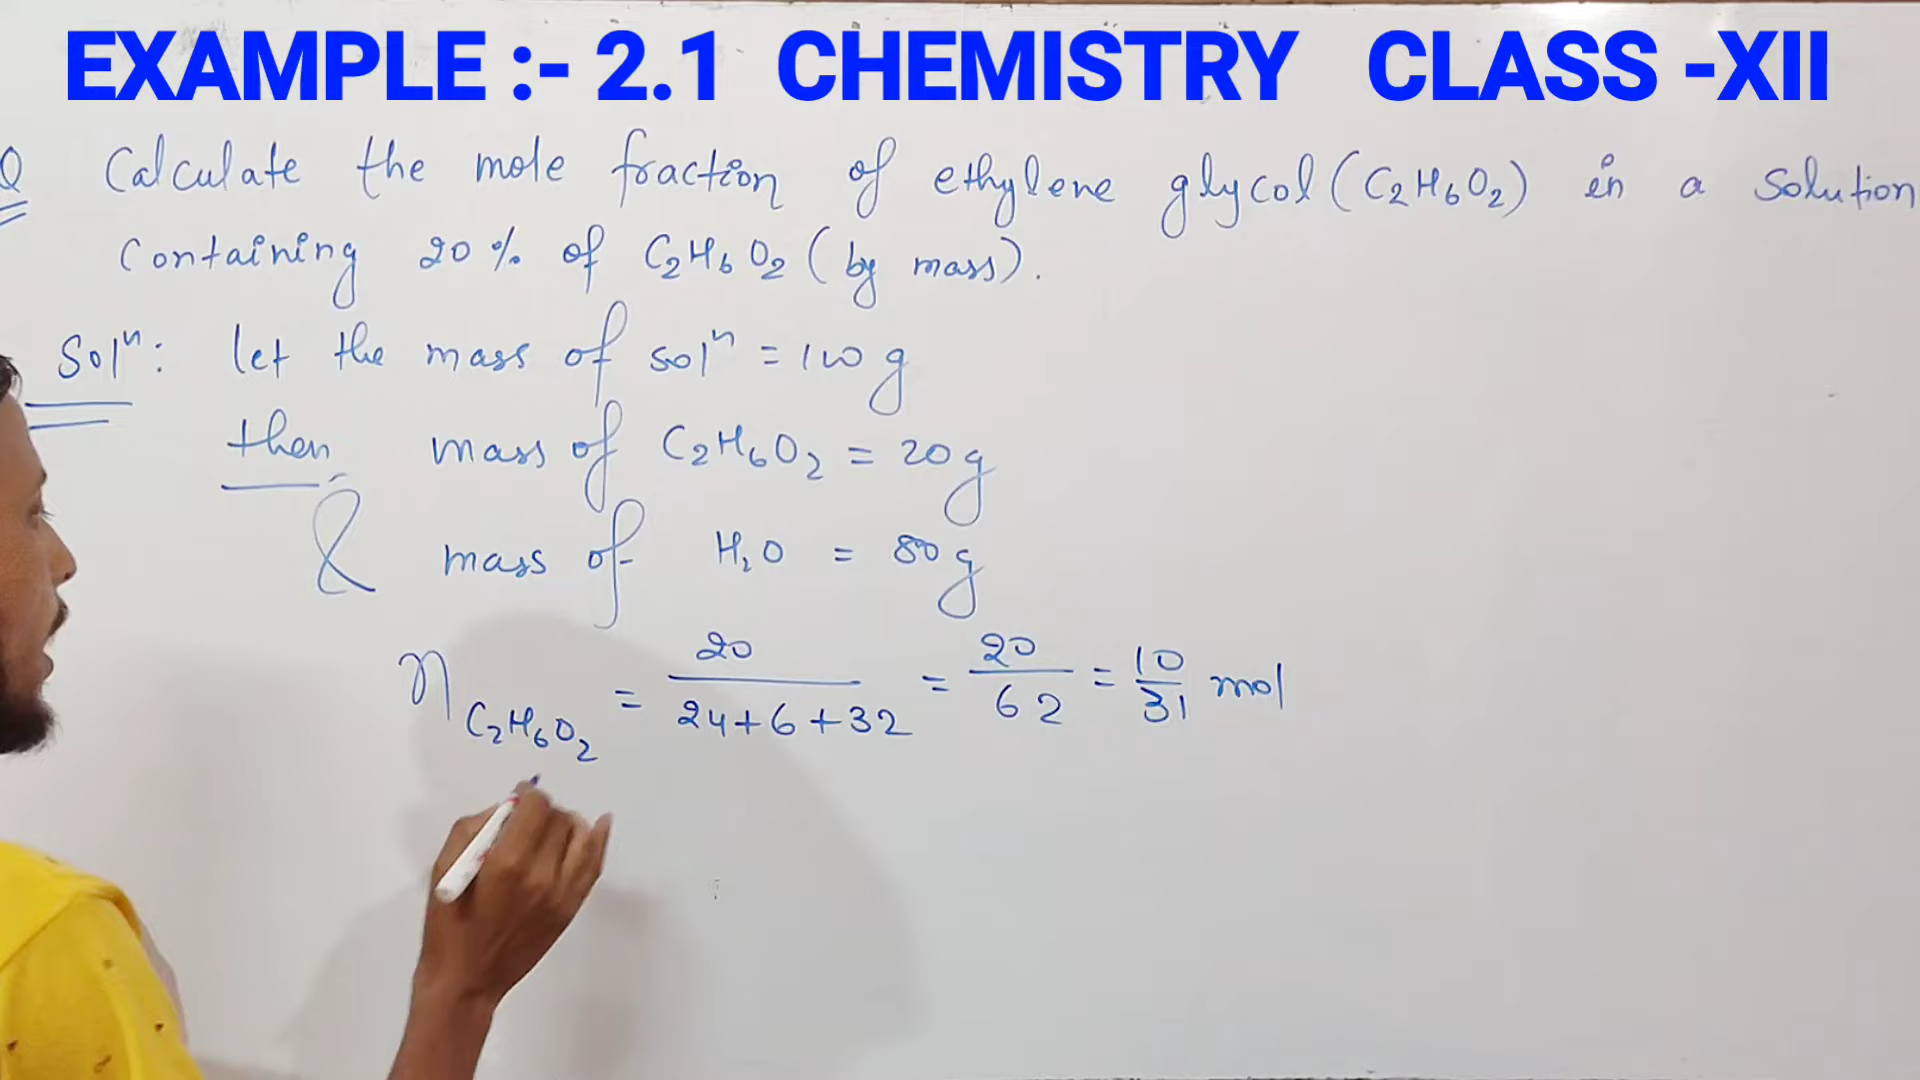 EXAMPLE :- 2.1 CHEMISTRY CLASS -XII
Q Calculate the mole fraction of ethylene glycol (C₂H₆O₂) in a solution
containing 20% of C₂H₆O₂ (by mass).
Solⁿ: let the mass of solⁿ = 100 g
then, mass of C₂H₆O₂ = 20 g
& mass of H₂O = 80 g
n C₂H₆O₂ = 20/(24+6+32) = 20/62 = 10/31 mol